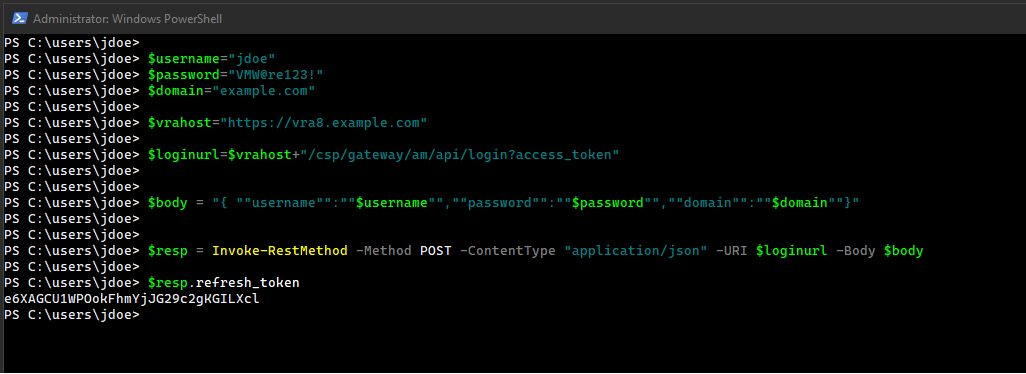 Administrator: Windows PowerShell
PS C:\users\jdoe>
PS C:\users\jdoe> $username="jdoe"
PS C:\users\jdoe> $password="VMW@re123!"
PS C:\users\jdoe> $domain="example.com"
PS C:\users\jdoe>
PS C:\users\jdoe> $vrahost="https://vra8.example.com"
PS C:\users\jdoe>
PS C:\users\jdoe> $loginurl=$vrahost+"/csp/gateway/am/api/login?access_token"
PS C:\users\jdoe>
PS C:\users\jdoe>
PS C:\users\jdoe> $body = "{ ""username"":""$username"",""password"":""$password"",""domain"":""$domain""}"
PS C:\users\jdoe>
PS C:\users\jdoe>
PS C:\users\jdoe> $resp = Invoke-RestMethod -Method POST -ContentType "application/json" -URI $loginurl -Body $body
PS C:\users\jdoe>
PS C:\users\jdoe> $resp.refresh_token
e6XAGCU1WPOokFhmYjJG29c2gKGILXcl
PS C:\users\jdoe>